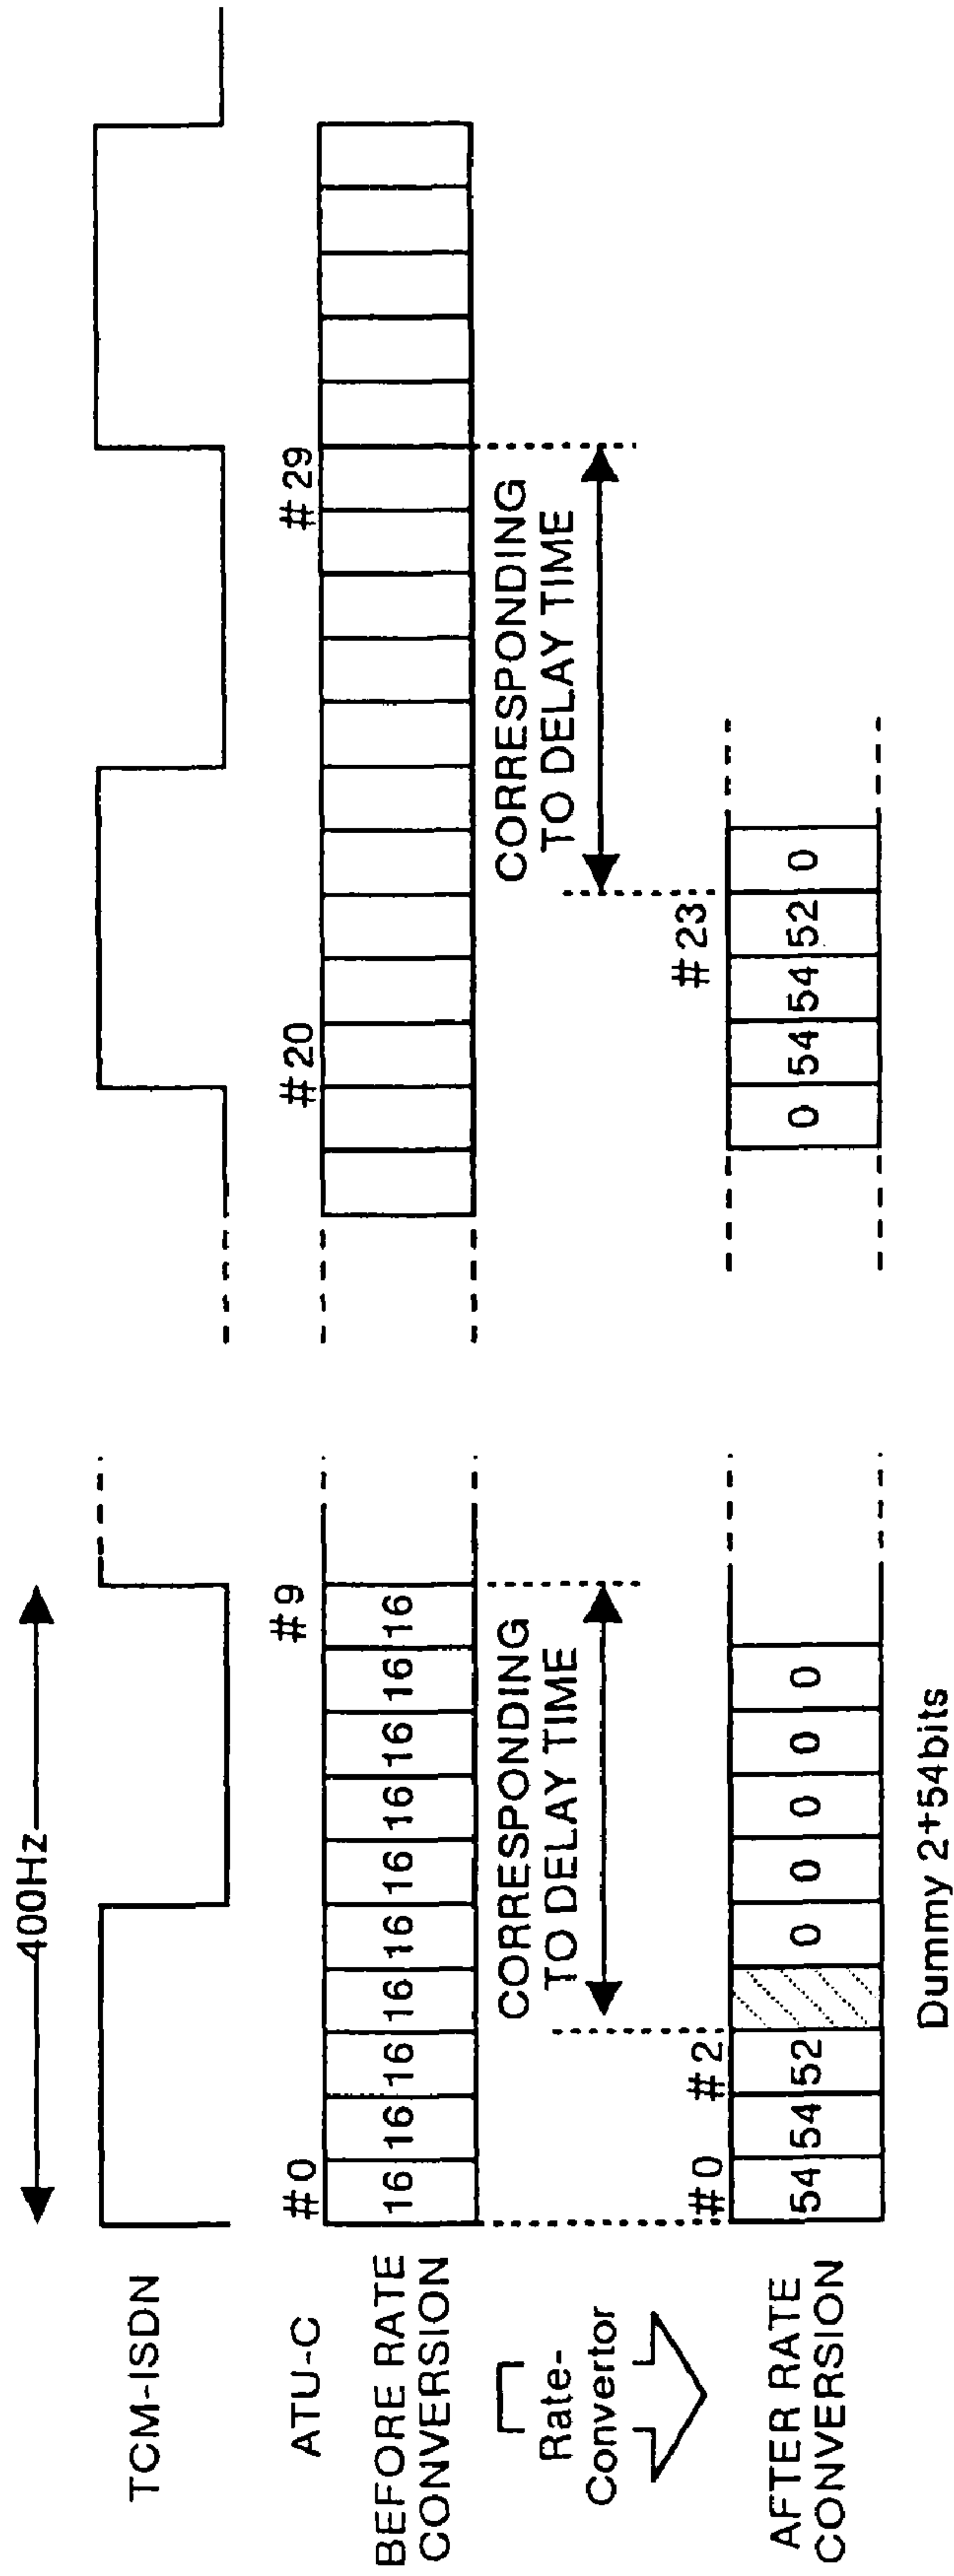 400Hz
TCM-ISDN
ATU-C
#0
#9
#20
#29
BEFORE RATE
CONVERSION
16 16 16 16 16 16 16 16 16 16
Rate-
Convertor
CORRESPONDING
TO DELAY TIME
CORRESPONDING
TO DELAY TIME
#0
#2
#23
AFTER RATE
CONVERSION
54 54 52 0 0 0 0 0
0 54 54 52 0
Dummy 2+54bits